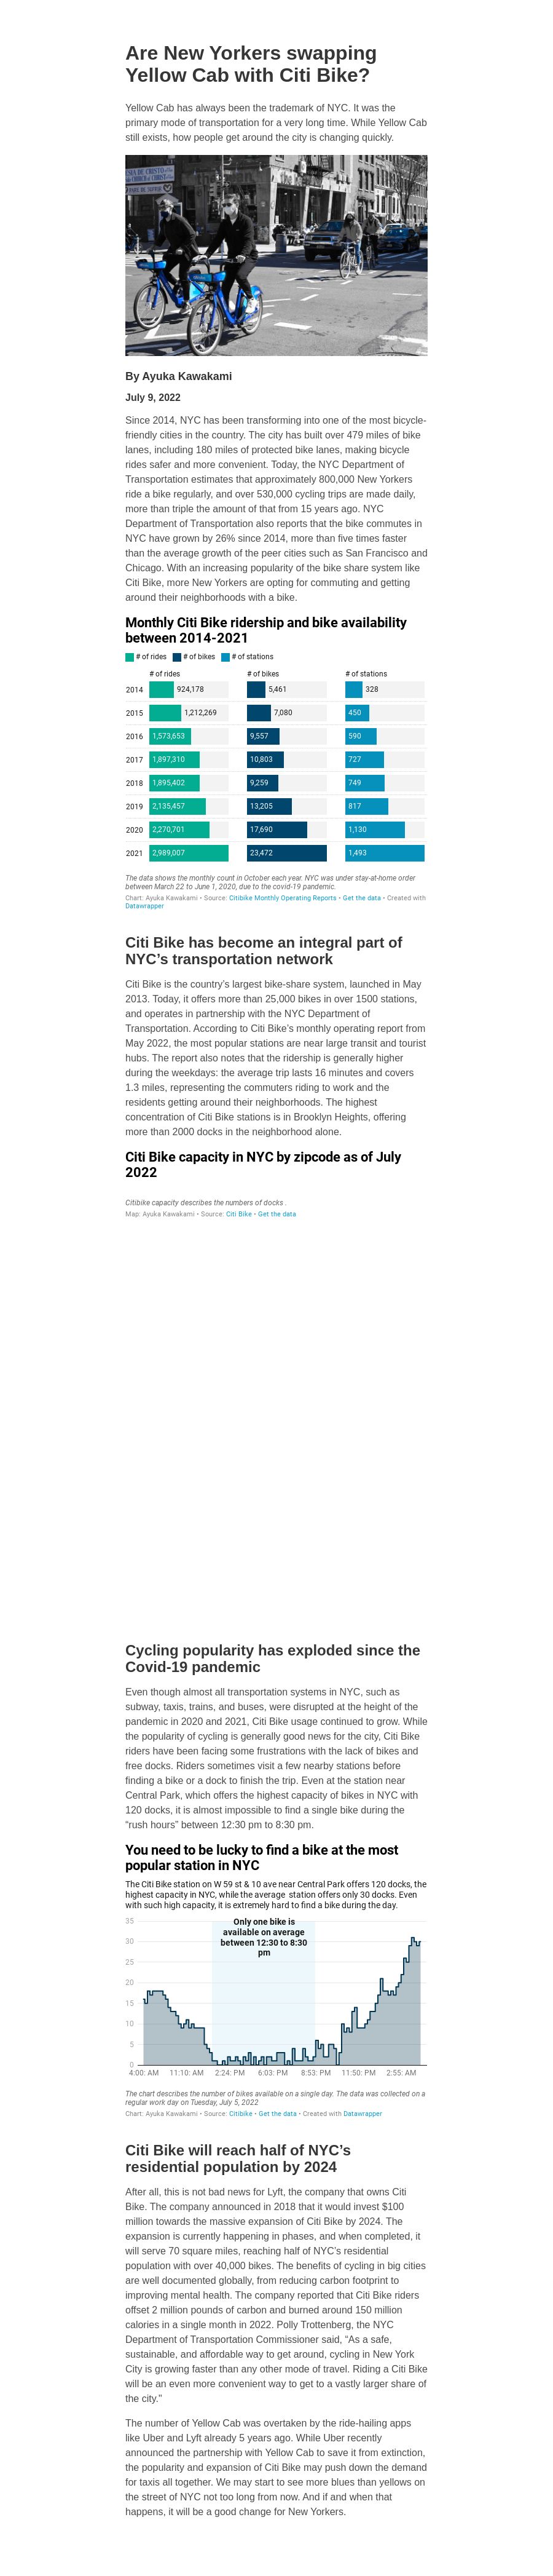 Are New Yorkers swapping
Yellow Cab with Citi Bike?
Yellow Cab has always been the trademark of NYC. It was the
primary mode of transportation for a very long time. While Yellow Cab
still exists, how people get around the city is changing quickly.
By Ayuka Kawakami
July 9, 2022
Since 2014, NYC has been transforming into one of the most bicycle-
friendly cities in the country. The city has built over 479 miles of bike
lanes, including 180 miles of protected bike lanes, making bicycle
rides safer and more convenient. Today, the NYC Department of
Transportation estimates that approximately 800,000 New Yorkers
ride a bike regularly, and over 530,000 cycling trips are made daily,
more than triple the amount of that from 15 years ago. NYC
Department of Transportation also reports that the bike commutes in
NYC have grown by 26% since 2014, more than five times faster
than the average growth of the peer cities such as San Francisco and
Chicago. With an increasing popularity of the bike share system like
Citi Bike, more New Yorkers are opting for commuting and getting
around their neighborhoods with a bike.
Monthly Citi Bike ridership and bike availability
between 2014-2021
# of rides # of bikes # of stations
# of rides # of bikes # of stations
2014 924,178 5,461 328
2015 1,212,269 7,080 450
2016 1,573,653 9,557 590
2017 1,897,310 10,803 727
2018 1,895,402 9,259 749
2019 2,135,457 13,205 817
2020 2,270,701 17,690 1,130
2021 2,989,007 23,472 1,493
The data shows the monthly count in October each year. NYC was under stay-at-home order
between March 22 to June 1, 2020, due to the covid-19 pandemic.
Chart: Ayuka Kawakami • Source: Citibike Monthly Operating Reports • Get the data • Created with
Datawrapper
Citi Bike has become an integral part of
NYC’s transportation network
Citi Bike is the country’s largest bike-share system, launched in May
2013. Today, it offers more than 25,000 bikes in over 1500 stations,
and operates in partnership with the NYC Department of
Transportation. According to Citi Bike’s monthly operating report from
May 2022, the most popular stations are near large transit and tourist
hubs. The report also notes that the ridership is generally higher
during the weekdays: the average trip lasts 16 minutes and covers
1.3 miles, representing the commuters riding to work and the
residents getting around their neighborhoods. The highest
concentration of Citi Bike stations is in Brooklyn Heights, offering
more than 2000 docks in the neighborhood alone.
Citi Bike capacity in NYC by zipcode as of July
2022
Citibike capacity describes the numbers of docks .
Map: Ayuka Kawakami • Source: Citi Bike • Get the data
Cycling popularity has exploded since the
Covid-19 pandemic
Even though almost all transportation systems in NYC, such as
subway, taxis, trains, and buses, were disrupted at the height of the
pandemic in 2020 and 2021, Citi Bike usage continued to grow. While
the popularity of cycling is generally good news for the city, Citi Bike
riders have been facing some frustrations with the lack of bikes and
free docks. Riders sometimes visit a few nearby stations before
finding a bike or a dock to finish the trip. Even at the station near
Central Park, which offers the highest capacity of bikes in NYC with
120 docks, it is almost impossible to find a single bike during the
“rush hours” between 12:30 pm to 8:30 pm.
You need to be lucky to find a bike at the most
popular station in NYC
The Citi Bike station on W 59 st & 10 ave near Central Park offers 120 docks, the
highest capacity in NYC, while the average station offers only 30 docks. Even
with such high capacity, it is extremely hard to find a bike during the day.
Only one bike is
available on average
between 12:30 to 8:30
pm
35
30
25
20
15
10
5
0
4:00: AM 11:10: AM 2:24: PM 6:03: PM 8:53: PM 11:50: PM 2:55: AM
The chart describes the number of bikes available on a single day. The data was collected on a
regular work day on Tuesday, July 5, 2022
Chart: Ayuka Kawakami • Source: Citibike • Get the data • Created with Datawrapper
Citi Bike will reach half of NYC’s
residential population by 2024
After all, this is not bad news for Lyft, the company that owns Citi
Bike. The company announced in 2018 that it would invest $100
million towards the massive expansion of Citi Bike by 2024. The
expansion is currently happening in phases, and when completed, it
will serve 70 square miles, reaching half of NYC’s residential
population with over 40,000 bikes. The benefits of cycling in big cities
are well documented globally, from reducing carbon footprint to
improving mental health. The company reported that Citi Bike riders
offset 2 million pounds of carbon and burned around 150 million
calories in a single month in 2022. Polly Trottenberg, the NYC
Department of Transportation Commissioner said, “As a safe,
sustainable, and affordable way to get around, cycling in New York
City is growing faster than any other mode of travel. Riding a Citi Bike
will be an even more convenient way to get to a vastly larger share of
the city."
The number of Yellow Cab was overtaken by the ride-hailing apps
like Uber and Lyft already 5 years ago. While Uber recently
announced the partnership with Yellow Cab to save it from extinction,
the popularity and expansion of Citi Bike may push down the demand
for taxis all together. We may start to see more blues than yellows on
the street of NYC not too long from now. And if and when that
happens, it will be a good change for New Yorkers.